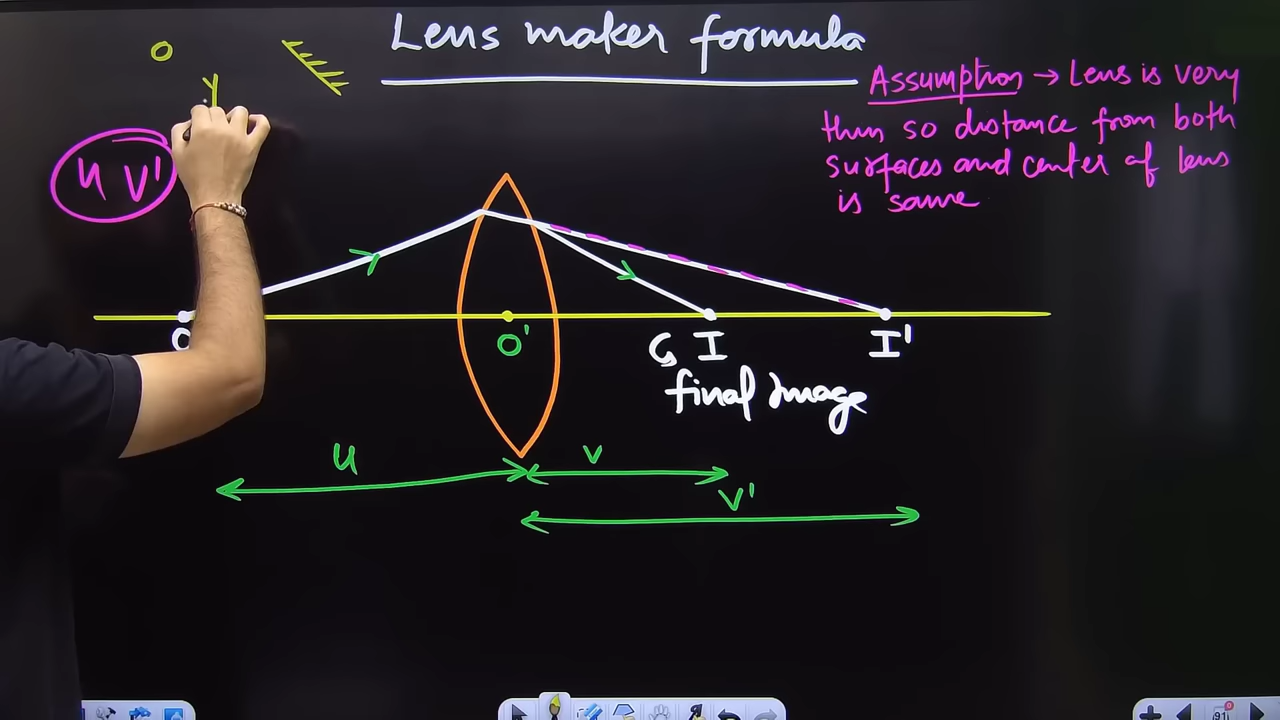 Lens maker formula
O
Assumption → Lens is very
thin so distance from both
surfaces and center of lens
is same
u v'
O
O'
I
I'
final image
u
v
v'
91